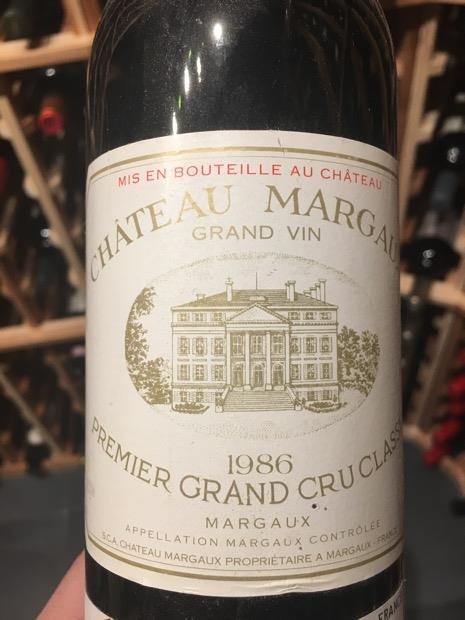 MIS EN BOUTEILLE AU CHÂTEAU
CHÂTEAU MARGAU
GRAND VIN
1986
PREMIER GRAND CRU CLASS
MARGAUX
APPELLATION MARGAUX CONTRÔLÉE
S.C.A. CHATEAU MARGAUX PROPRIÉTAIRE A MARGAUX - FRANCE
FRANC